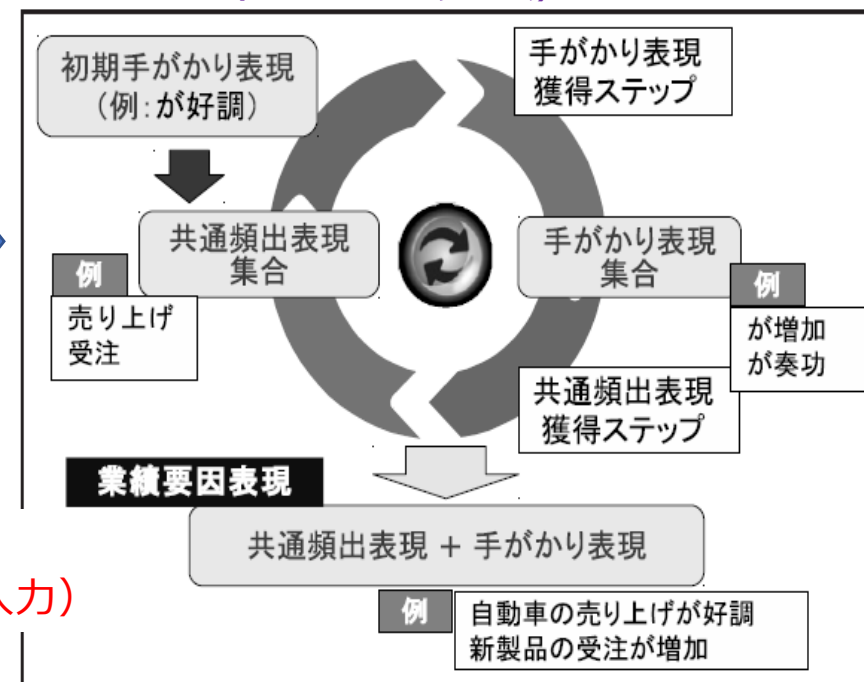 初期手がかり表現
（例：が好調）
手がかり表現
獲得ステップ
共通頻出表現
集合
手がかり表現
集合
例
売り上げ
受注
例
が増加
が奏功
共通頻出表現
獲得ステップ
業績要因表現
共通頻出表現 + 手がかり表現
力）
例
自動車の売り上げが好調
新製品の受注が増加